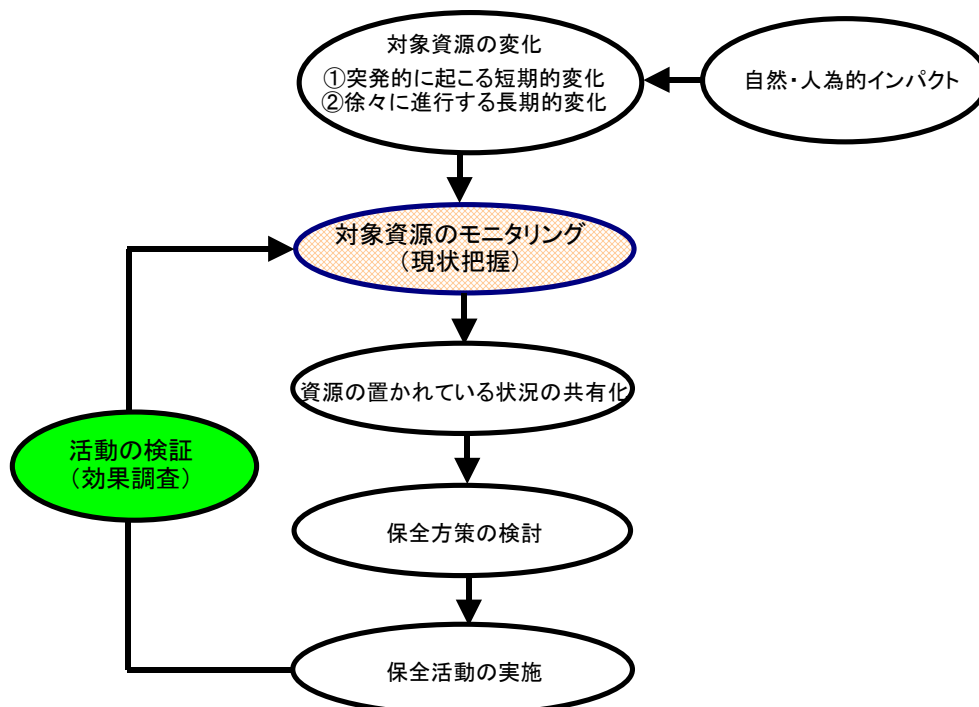 対象資源の変化
①突発的に起こる短期的変化
②徐々に進行する長期的変化
自然・人為的インパクト
対象資源のモニタリング
（現状把握）
資源の置かれている状況の共有化
活動の検証
（効果調査）
保全方策の検討
保全活動の実施